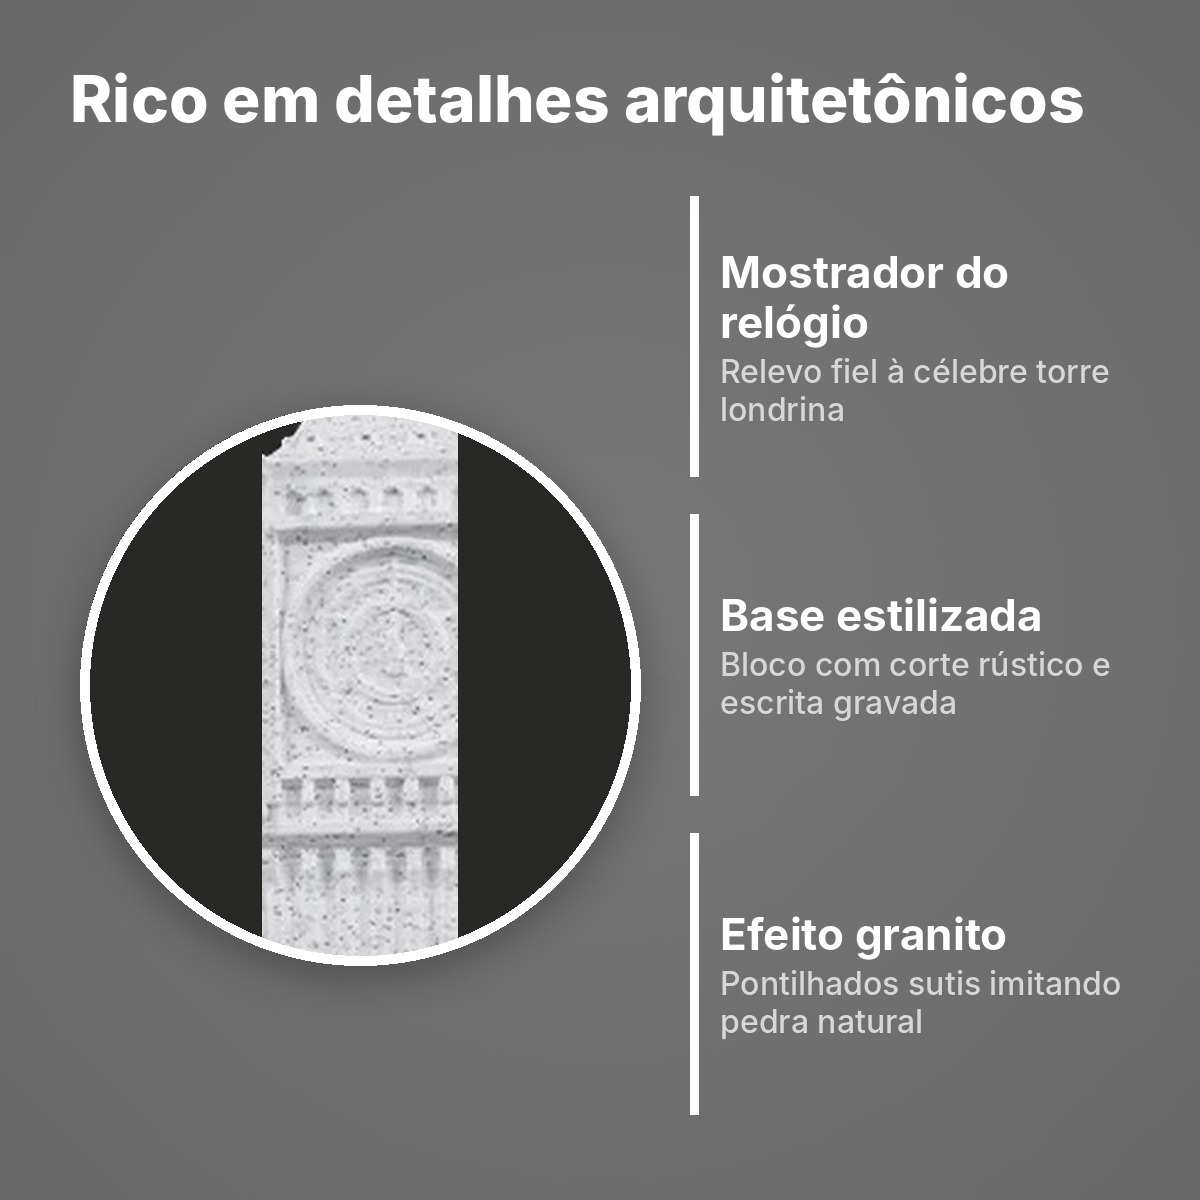 Rico em detalhes arquitetônicos
Mostrador do
relógio
Relevo fiel à célebre torre
londrina
Base estilizada
Bloco com corte rústico e
escrita gravada
Efeito granito
Pontilhados sutis imitando
pedra natural